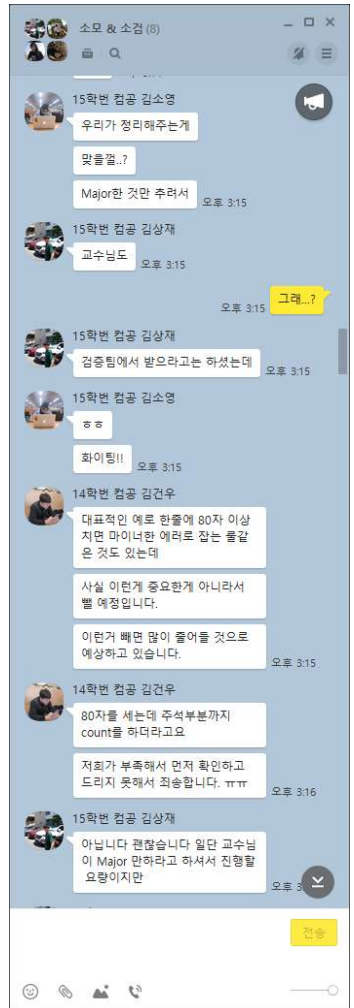 소모 & 소검 (8)
15학번 컴공 김소영
우리가 정리해주는게
맞을껄..?
Major한 것만 추려서
오후 3:15
15학번 컴공 김상재
교수님도
오후 3:15
그래...?
오후 3:15
15학번 컴공 김상재
검증팀에서 받으라고는 하셨는데
오후 3:15
15학번 컴공 김소영
ㅎㅎ
화이팅!!
오후 3:15
14학번 컴공 김건우
대표적인 예로 한줄에 80자 이상
치면 마이너한 에러로 잡는 룰같
은 것도 있는데
사실 이런게 중요한게 아니라서
뺄 예정입니다.
이런거 빼면 많이 줄어들 것으로
예상하고 있습니다.
오후 3:15
14학번 컴공 김건우
80자를 세는데 주석부분까지
count를 하더라고요
저희가 부족해서 먼저 확인하고
드리지 못해서 죄송합니다. ㅠㅠ
오후 3:16
15학번 컴공 김상재
아닙니다 괜찮습니다 일단 교수님
이 Major 만하라고 하셔서 진행할
요량이지만
오후
전송